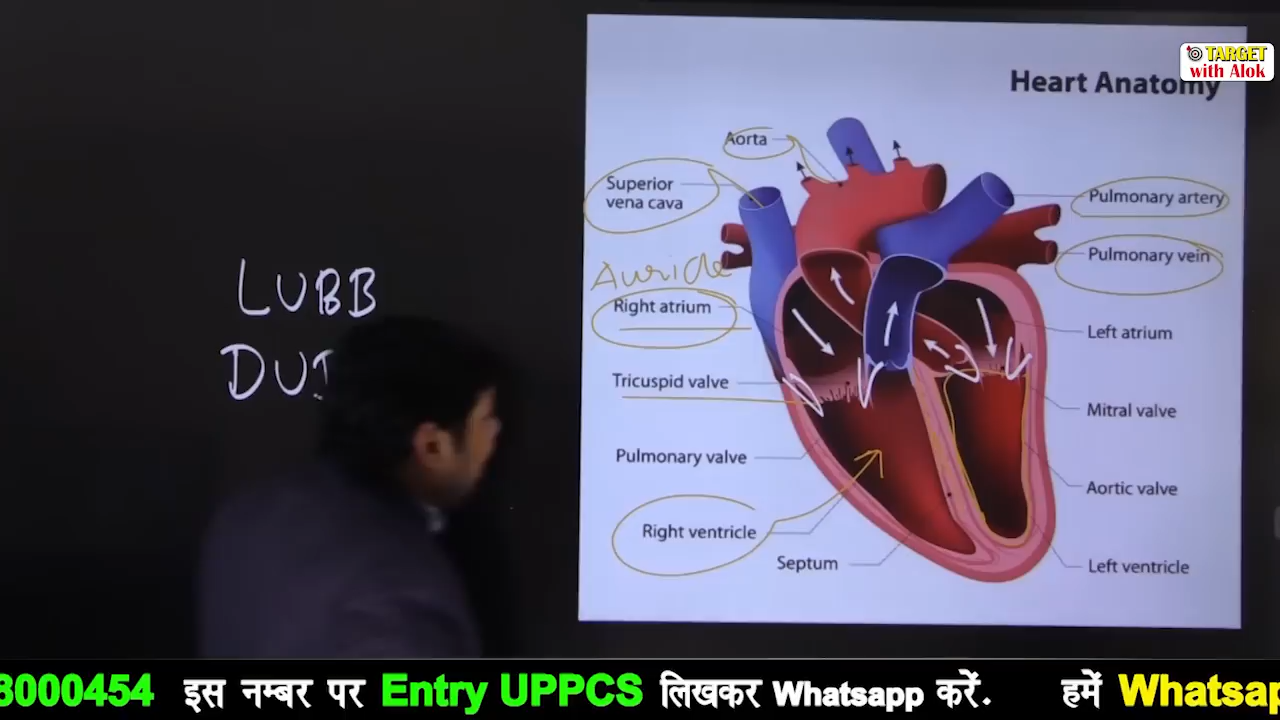 TARGET
with Alok
Heart Anatomy
Aorta
Superior
vena cava
Pulmonary artery
Pulmonary vein
Auricle
Right atrium
Left atrium
LUBB
Tricuspid valve
Mitral valve
Pulmonary valve
Aortic valve
Right ventricle
Septum
Left ventricle
8000454 इस नम्बर पर Entry UPPCS लिखकर Whatsapp करें. हमें Whatsap